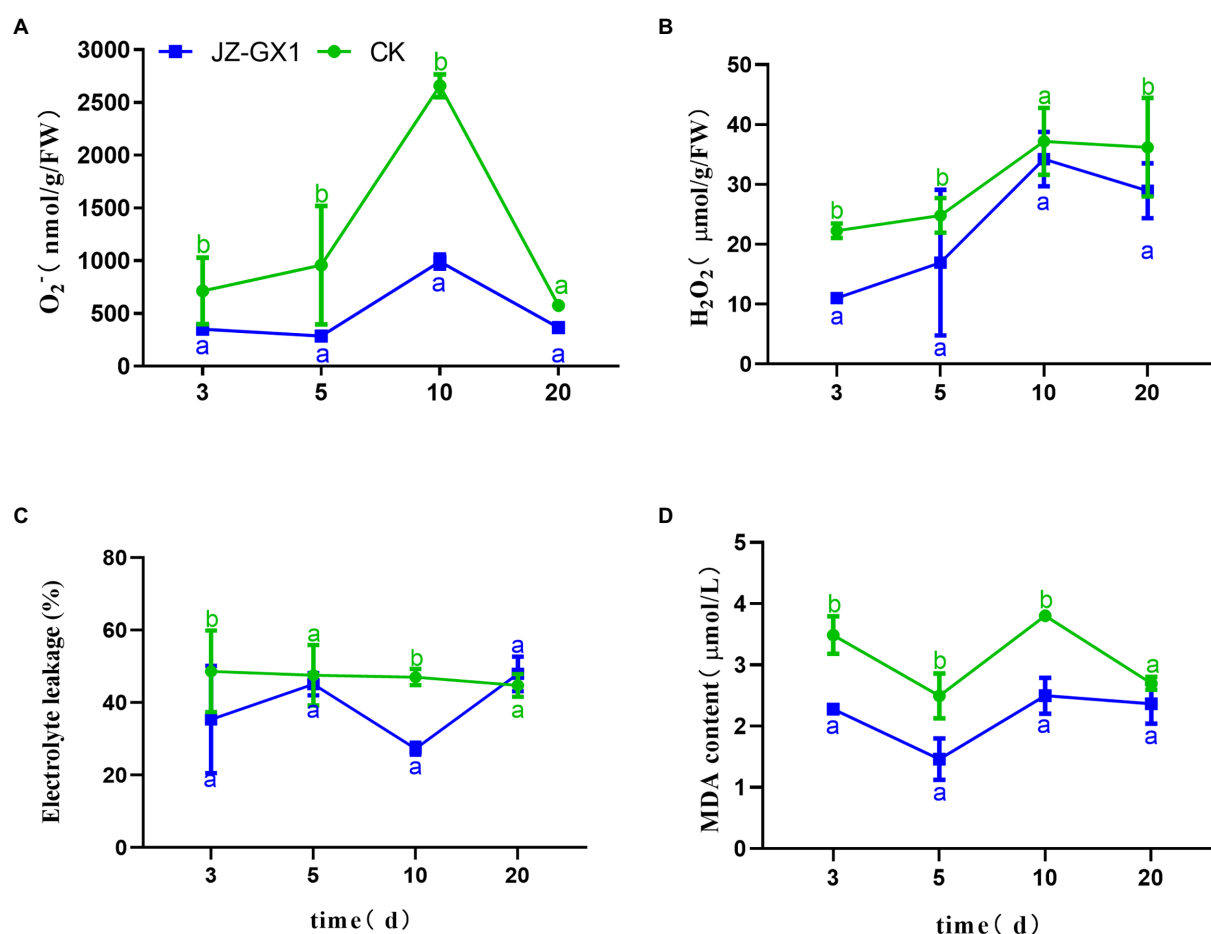 A
JZ-GX1 CK
3000
2500
2000
1500
1000
500
0
O₂⁻( nmol/g/FW)
b b b a
a a a a
3 5 10 20
B
50
40
30
20
10
0
H₂O₂( μmol/g/FW)
b b a b
a a a a
3 5 10 20
C
80
60
40
20
0
Electrolyte leakage (%)
b a b a
a a a a
3 5 10 20
time( d)
D
5
4
3
2
1
0
MDA content( μmol/L)
b b b a
a a a a
3 5 10 20
time( d)